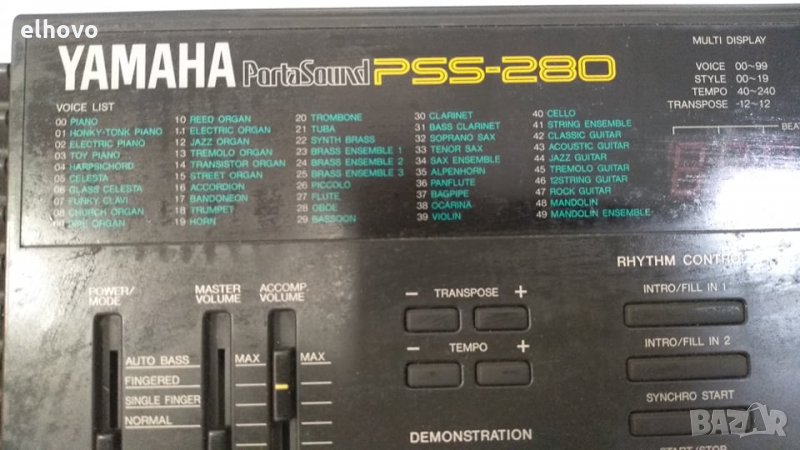 elhovo
YAMAHA PortaSound PSS-280
MULTI DISPLAY
VOICE 00~99
STYLE 00~19
TEMPO 40~240
TRANSPOSE -12~12
VOICE LIST
00 PIANO
01 HONKY-TONK PIANO
02 ELECTRIC PIANO
03 TOY PIANO
04 HARPSICHORD
05 CELESTA
06 GLASS CELESTA
07 FUNKY CLAVI
08 CHURCH ORGAN
09 PIPE ORGAN
10 REED ORGAN
11 ELECTRIC ORGAN
12 JAZZ ORGAN
13 TREMOLO ORGAN
14 TRANSISTOR ORGAN
15 STREET ORGAN
16 ACCORDION
17 BANDONEON
18 TRUMPET
19 HORN
20 TROMBONE
21 TUBA
22 SYNTH BRASS
23 BRASS ENSEMBLE 1
24 BRASS ENSEMBLE 2
25 BRASS ENSEMBLE 3
26 PICCOLO
27 FLUTE
28 OBOE
29 BASSOON
30 CLARINET
31 BASS CLARINET
32 SOPRANO SAX
33 TENOR SAX
34 SAX ENSEMBLE
35 ALPENHORN
36 PANFLUTE
37 BAGPIPE
38 OCARINA
39 VIOLIN
40 CELLO
41 STRING ENSEMBLE
42 CLASSIC GUITAR
43 ACOUSTIC GUITAR
44 JAZZ GUITAR
45 TREMOLO GUITAR
46 12STRING GUITAR
47 ROCK GUITAR
48 MANDOLIN
49 MANDOLIN ENSEMBLE
BEA
POWER/
MODE
MASTER
VOLUME
ACCOMP.
VOLUME
AUTO BASS
FINGERED
SINGLE FINGER
NORMAL
MAX
MAX
− TRANSPOSE +
− TEMPO +
DEMONSTRATION
RHYTHM CONTRO
INTRO/FILL IN 1
INTRO/FILL IN 2
SYNCHRO START
START/STOP
BAZAR